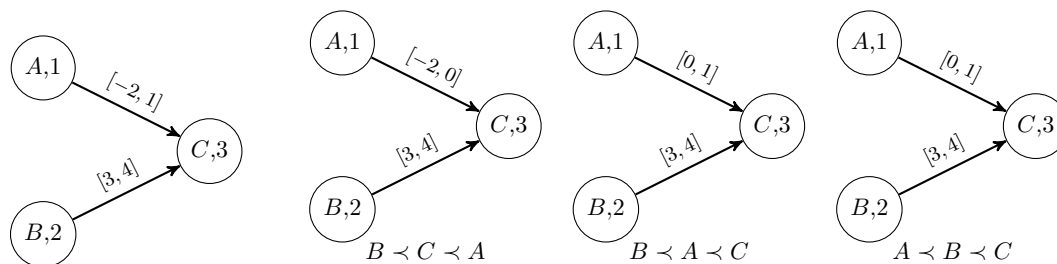 A,1
[−2, 1]
C,3
[3, 4]
B,2
A,1
[−2, 0]
C,3
[3, 4]
B,2
B ≺ C ≺ A
A,1
[0, 1]
C,3
[3, 4]
B,2
B ≺ A ≺ C
A,1
[0, 1]
C,3
[3, 4]
B,2
A ≺ B ≺ C